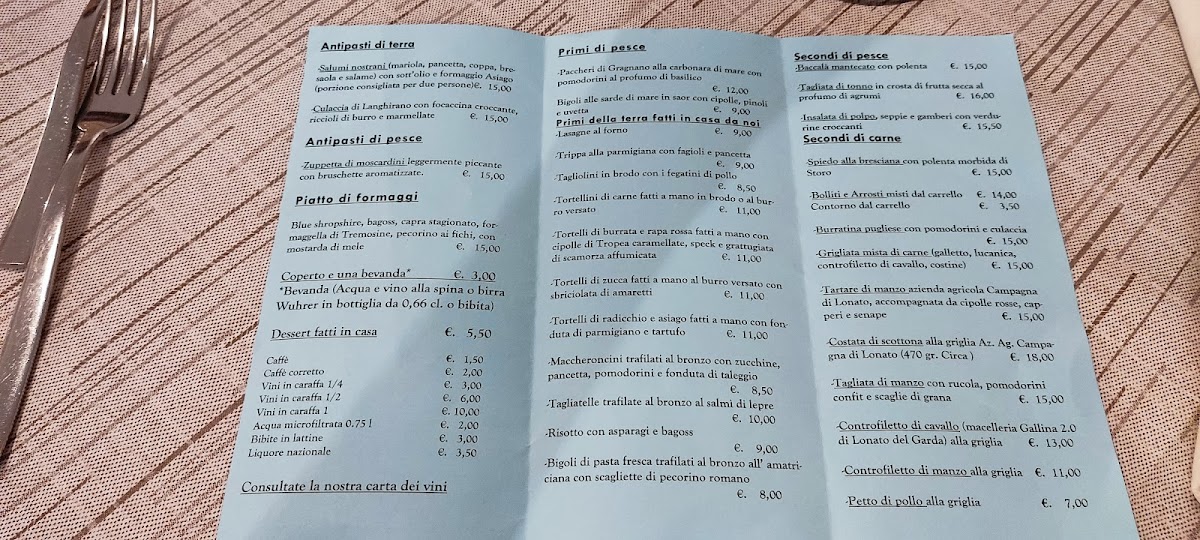 Antipasti di terra
-Salumi nostrani (mariola, pancetta, coppa, bre-
saola e salame) con sott'olio e formaggio Asiago
(porzione consigliata per due persone)€. 15,00
-Culaccia di Langhirano con focaccina croccante,
riccioli di burro e marmellate €. 15,00
Antipasti di pesce
-Zuppetta di moscardini leggermente piccante
con bruschette aromatizzate. €. 15,00
Piatto di formaggi
Blue shropshire, bagoss, capra stagionato, for-
maggella di Tremosine, pecorino ai fichi, con
mostarda di mele €. 15,00
Coperto e una bevanda* €. 3,00
*Bevanda (Acqua e vino alla spina o birra
Wuhrer in bottiglia da 0,66 cl. o bibita)
Dessert fatti in casa €. 5,50
Caffè €. 1,50
Caffè corretto €. 2,00
Vini in caraffa 1/4 €. 3,00
Vini in caraffa 1/2 €. 6,00
Vini in caraffa 1 €. 10,00
Acqua microfiltrata 0.75 l €. 2,00
Bibite in lattine €. 3,00
Liquore nazionale €. 3,50
Consultate la nostra carta dei vini
Primi di pesce
-Paccheri di Gragnano alla carbonara di mare con
pomodorini al profumo di basilico
€. 12,00
Bigoli alle sarde di mare in saor con cipolle, pinoli
e uvetta €. 9,00
Primi della terra fatti in casa da noi
-Lasagne al forno €. 9,00
-Trippa alla parmigiana con fagioli e pancetta
€. 9,00
-Tagliolini in brodo con i fegatini di pollo
€. 8,50
-Tortellini di carne fatti a mano in brodo o al bur-
ro versato €. 11,00
-Tortelli di burrata e rapa rossa fatti a mano con
cipolle di Tropea caramellate, speck e grattugiata
di scamorza affumicata €. 11,00
-Tortelli di zucca fatti a mano al burro versato con
sbriciolata di amaretti €. 11,00
-Tortelli di radicchio e asiago fatti a mano con fon-
duta di parmigiano e tartufo €. 11,00
-Maccheroncini trafilati al bronzo con zucchine,
pancetta, pomodorini e fonduta di taleggio
€. 8,50
-Tagliatelle trafilate al bronzo al salmì di lepre
€. 10,00
-Risotto con asparagi e bagoss
€. 9,00
-Bigoli di pasta fresca trafilati al bronzo all' amatri-
ciana con scagliette di pecorino romano
€. 8,00
Secondi di pesce
-Baccalà mantecato con polenta €. 15,00
-Tagliata di tonno in crosta di frutta secca al
profumo di agrumi €. 16,00
-Insalata di polpo, seppie e gamberi con verdu-
rine croccanti €. 15,50
Secondi di carne
-Spiedo alla bresciana con polenta morbida di
Storo €. 15,00
-Bolliti e Arrosti misti dal carrello €. 14,00
Contorno dal carrello €. 3,50
-Burratina pugliese con pomodorini e culaccia
€. 15,00
-Grigliata mista di carne (galletto, lucanica,
controfiletto di cavallo, costine) €. 15,00
-Tartare di manzo azienda agricola Campagna
di Lonato, accompagnata da cipolle rosse, cap-
peri e senape €. 15,00
-Costata di scottona alla griglia Az. Ag. Campa-
gna di Lonato (470 gr. Circa ) €. 18,00
-Tagliata di manzo con rucola, pomodorini
confit e scaglie di grana €. 15,00
-Controfiletto di cavallo (macelleria Gallina 2.0
di Lonato del Garda) alla griglia €. 13,00
-Controfiletto di manzo alla griglia €. 11,00
-Petto di pollo alla griglia €. 7,00